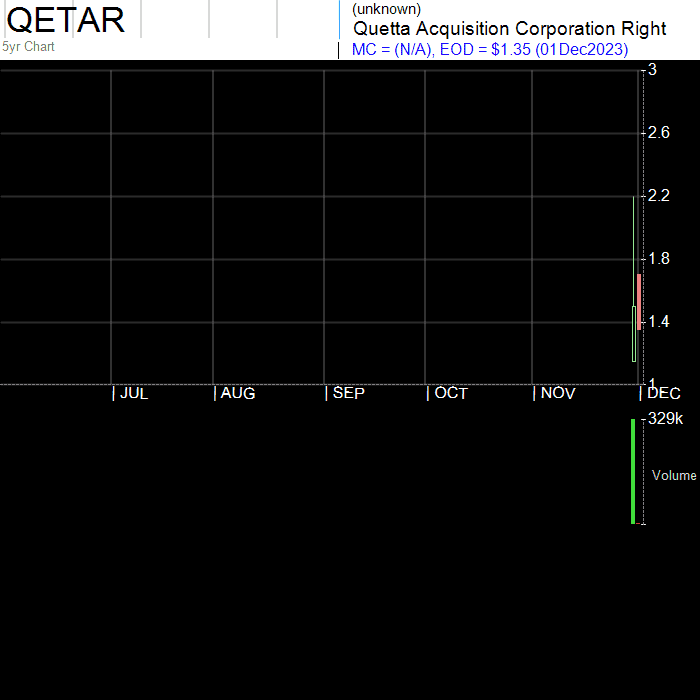 QETAR
5yr Chart
(unknown)
Quetta Acquisition Corporation Right
MC = (N/A), EOD = $1.35 (01Dec2023)
3
2.6
2.2
1.8
1.4
1
| JUL | AUG | SEP | OCT | NOV | DEC
329k
Volume